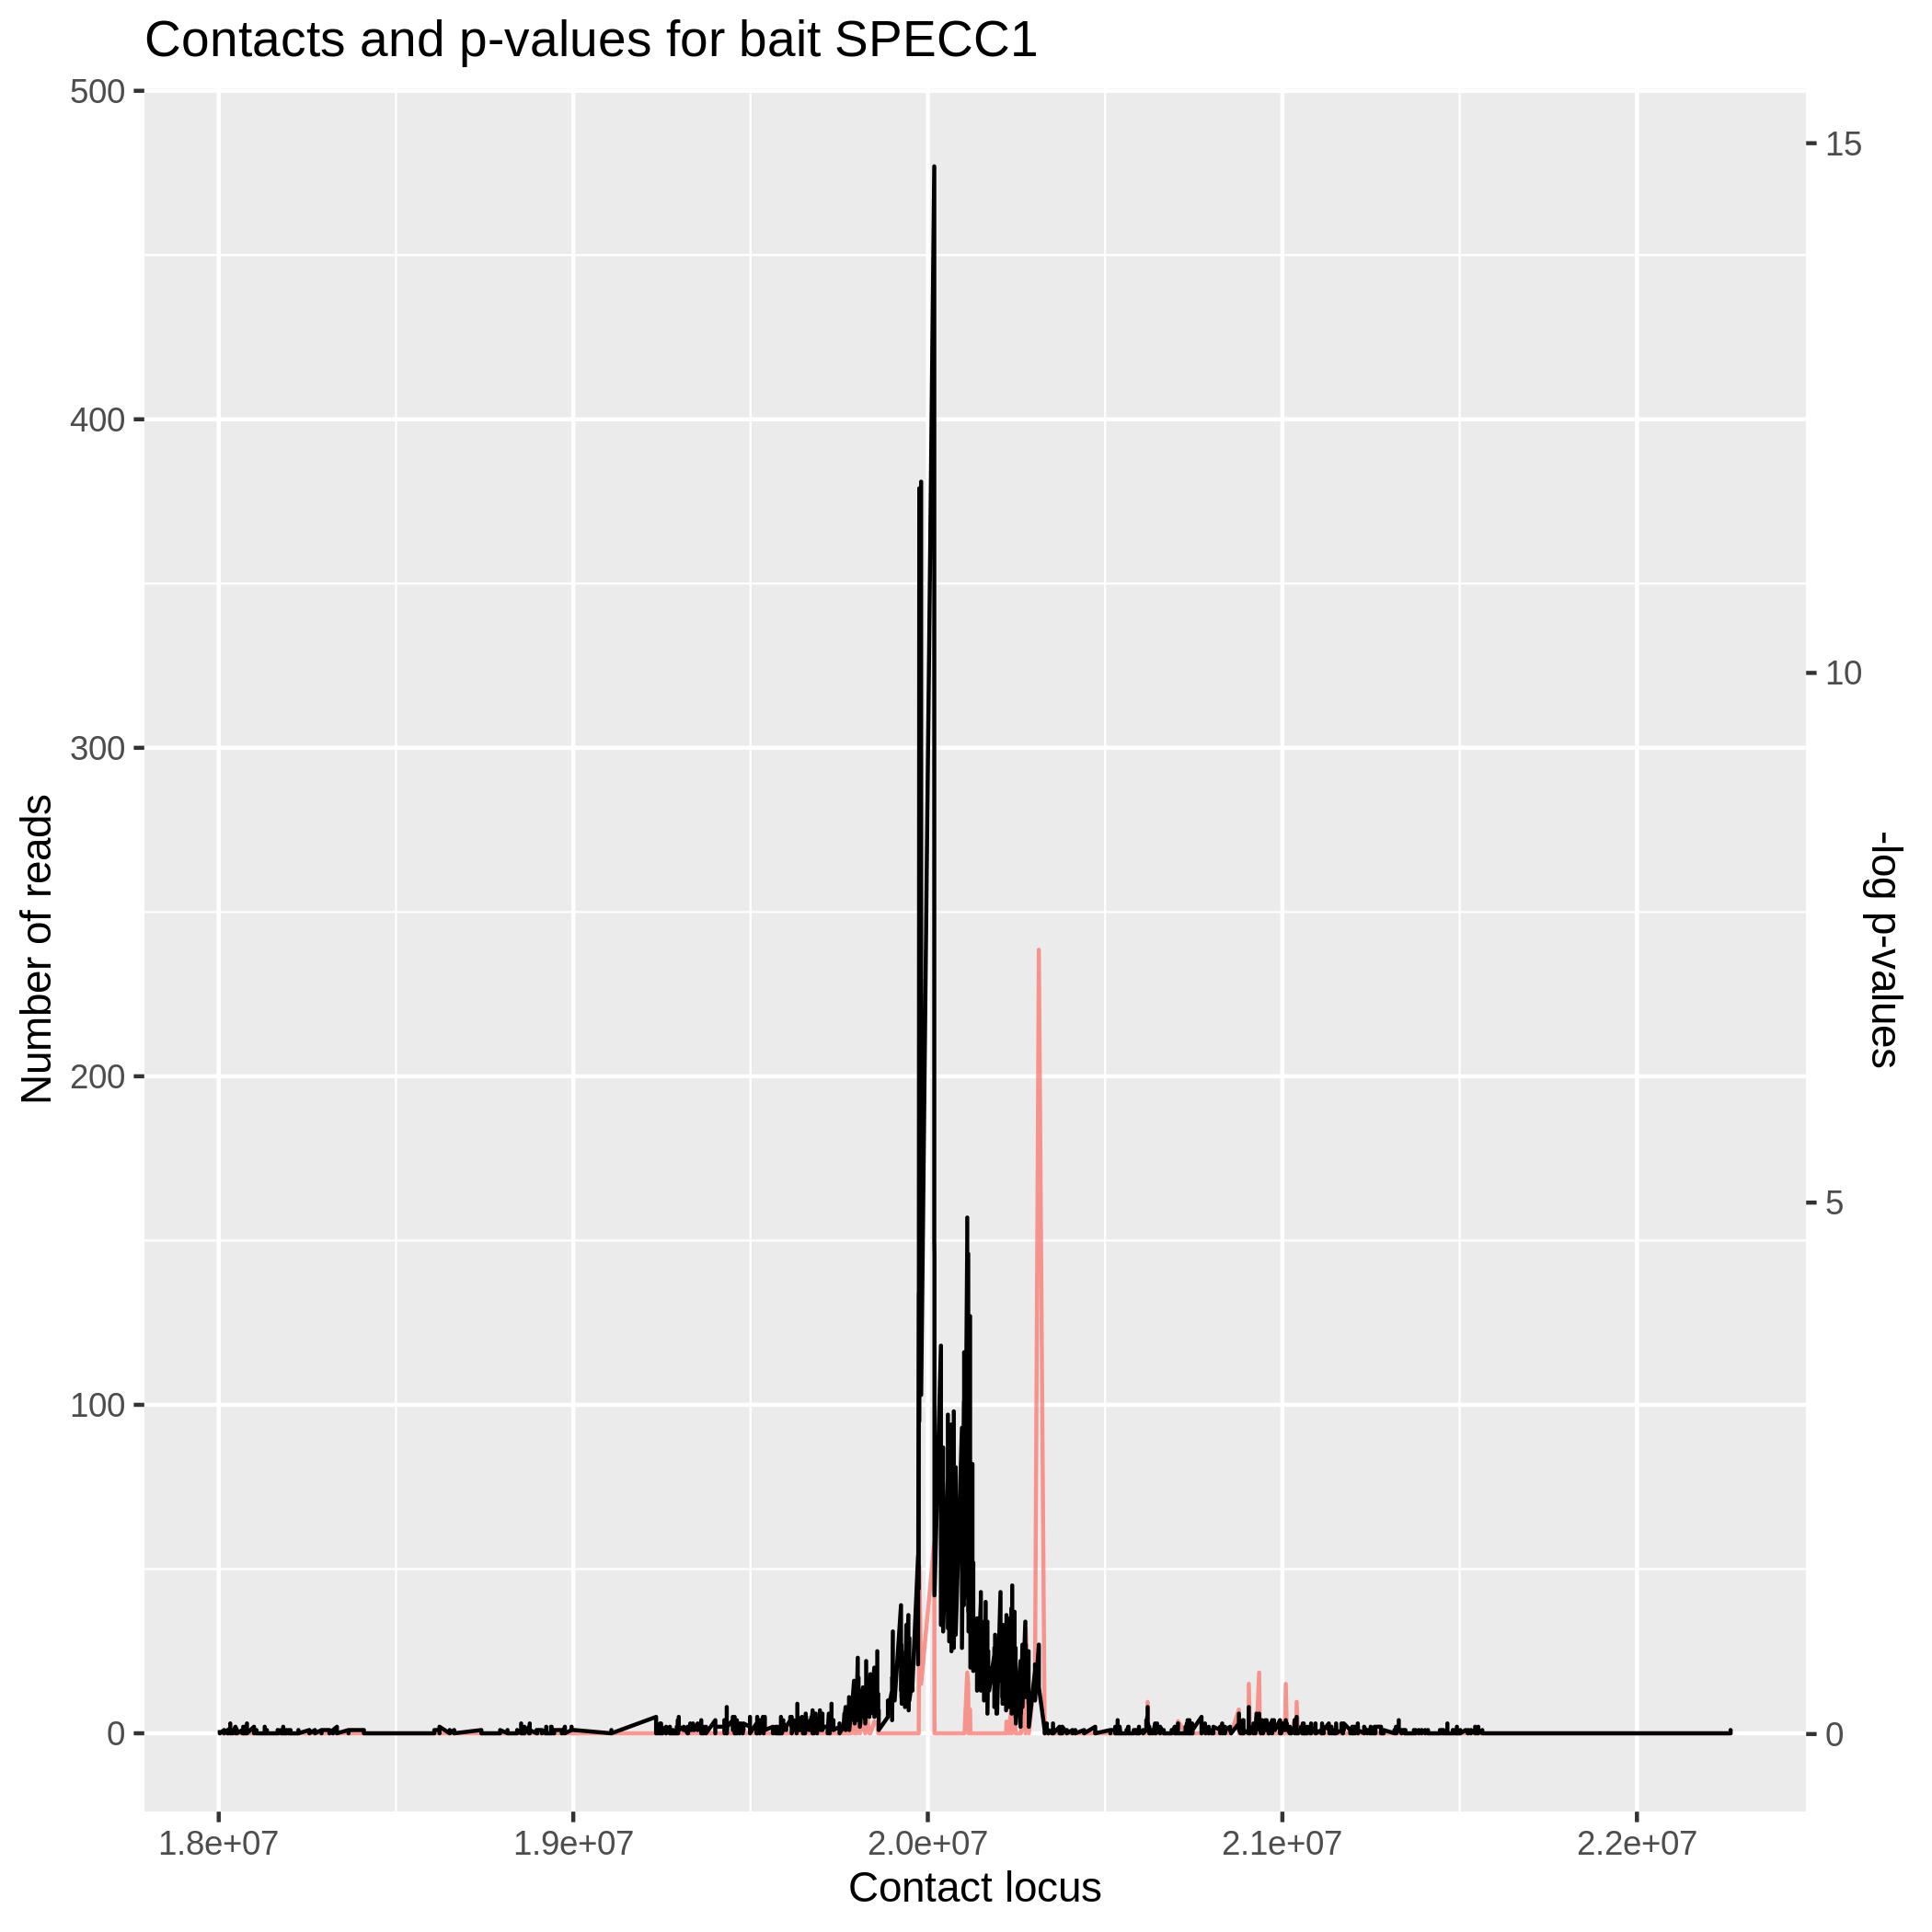 Contacts and p-values for bait SPECC1
500
400
300
200
100
0
Number of reads
15
10
5
0
-log p-values
1.8e+07 1.9e+07 2.0e+07 2.1e+07 2.2e+07
Contact locus